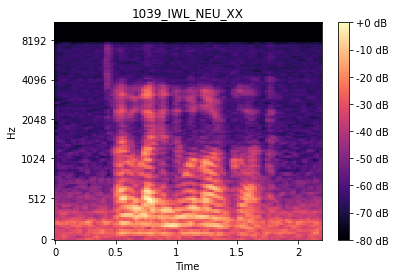 1039_IWL_NEU_XX
+0 dB
8192
-10 dB
4096
-20 dB
-30 dB
2048
-40 dB
Hz
1024
-50 dB
512
-60 dB
-70 dB
0
-80 dB
0 0.5 1 1.5 2
Time